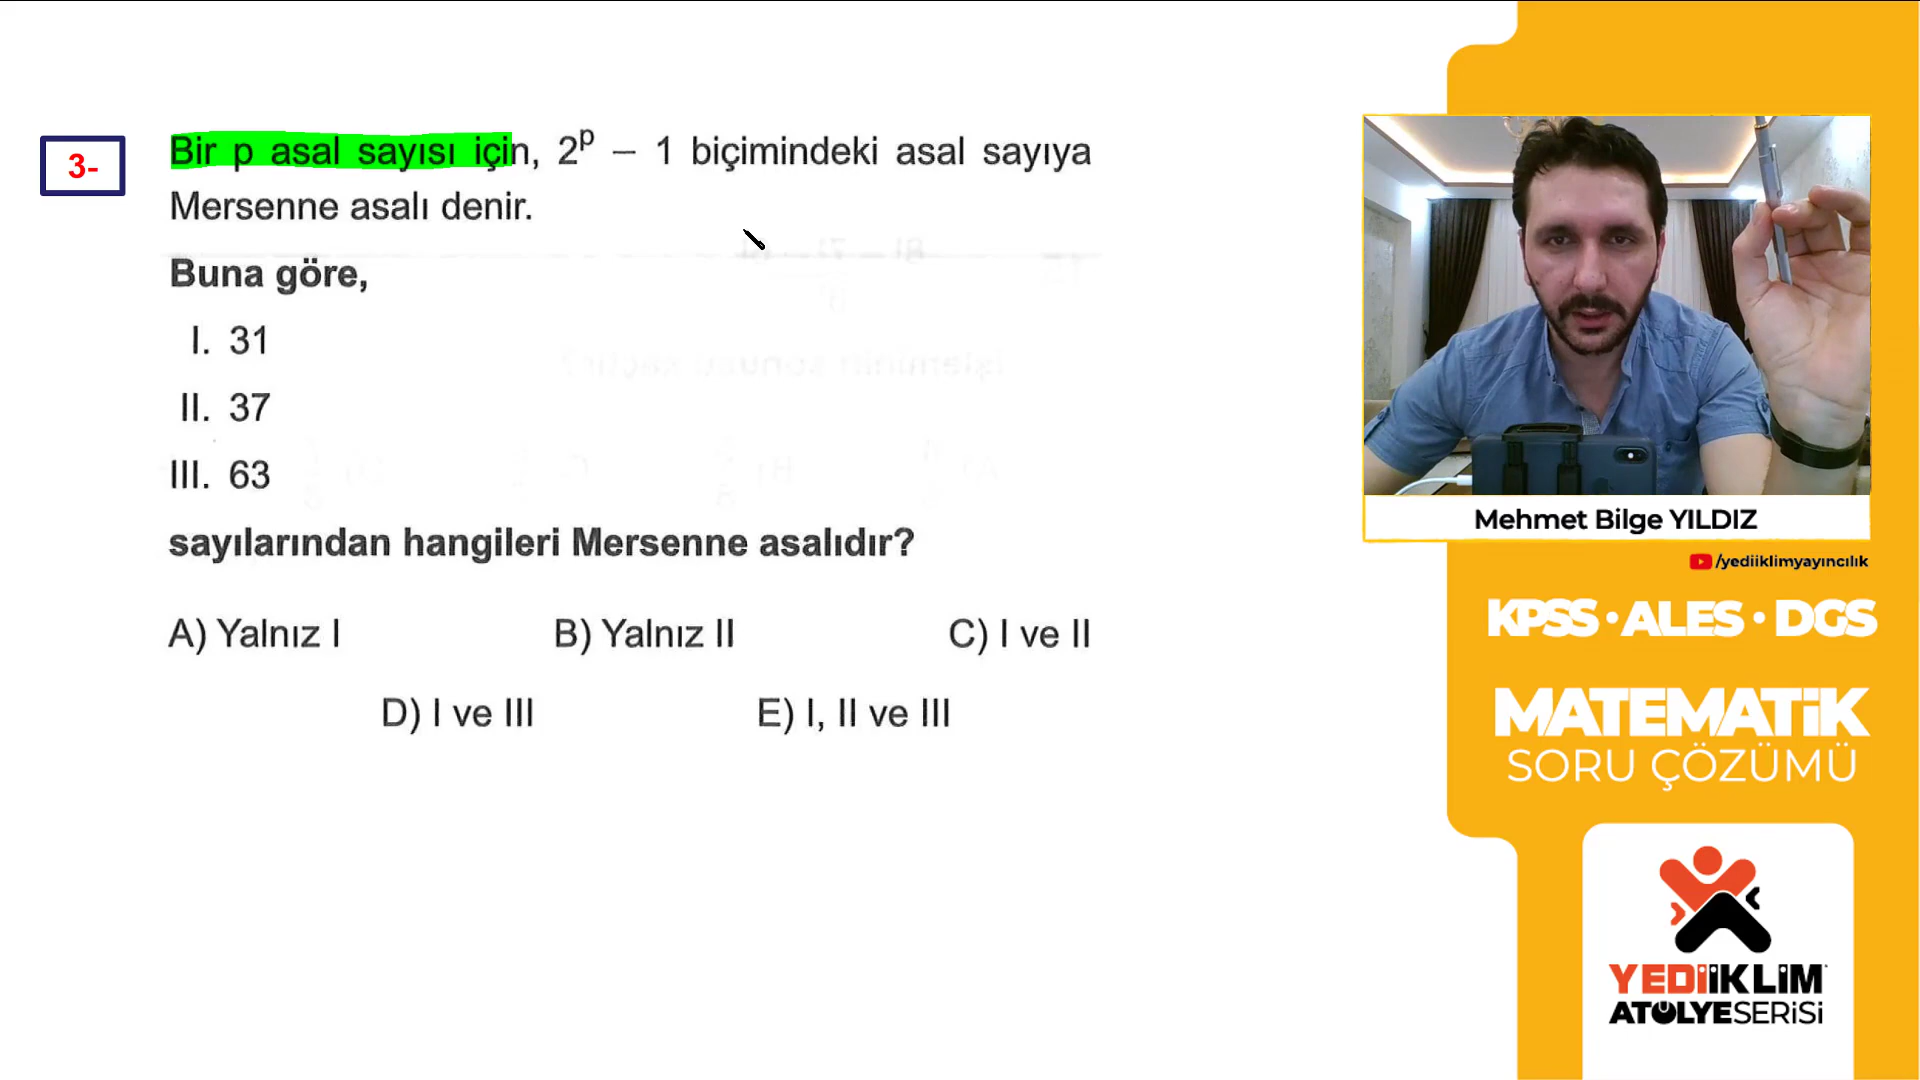 3-
Bir p asal sayısı için, 2ᵖ – 1 biçimindeki asal sayıya
Mersenne asalı denir.
Buna göre,
I. 31
II. 37
III. 63
sayılarından hangileri Mersenne asalıdır?
A) Yalnız I B) Yalnız II C) I ve II
D) I ve III E) I, II ve III
Mehmet Bilge YILDIZ
/yediiklimyayıncılık
KPSS • ALES • DGS
MATEMATİK
SORU ÇÖZÜMÜ
YEDİİKLİM
ATÖLYESERİSİ